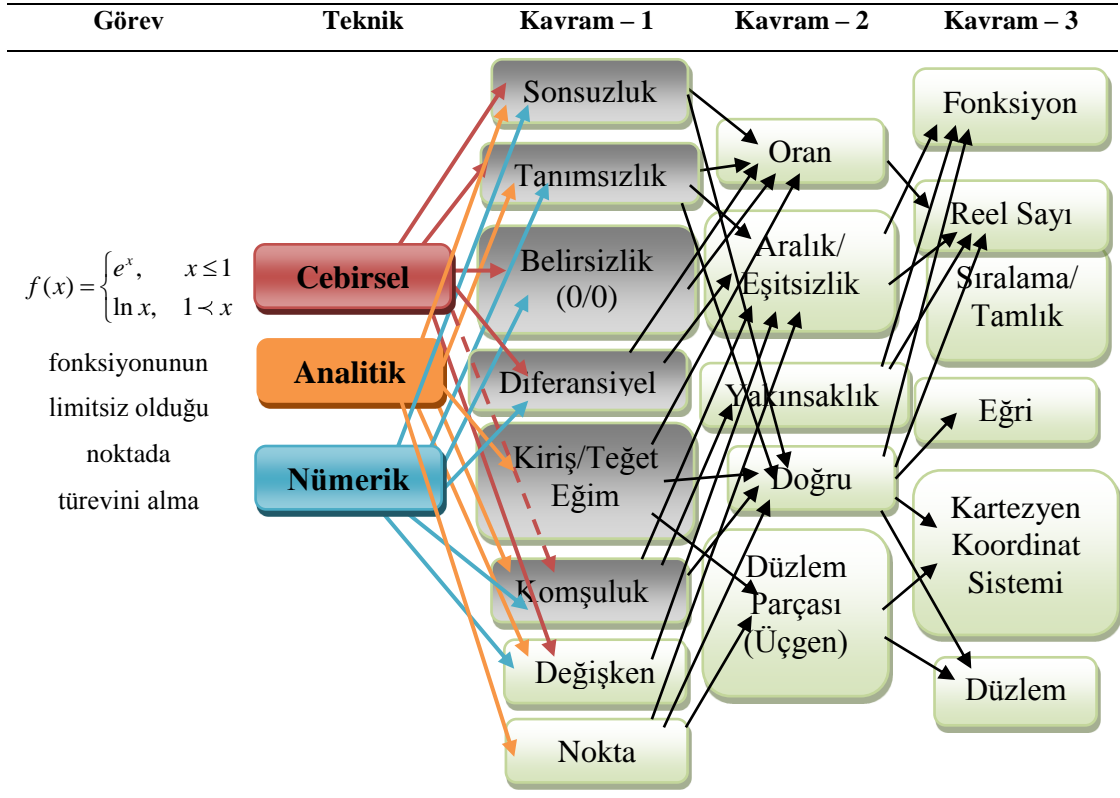 Görev Teknik Kavram – 1 Kavram – 2 Kavram – 3
f(x) = { e^x, x ≤ 1
ln x, 1 ≺ x
fonksiyonunun
limitsiz olduğu
noktada
türevini alma
Cebirsel
Analitik
Nümerik
Sonsuzluk
Tanımsızlık
Belirsizlik
(0/0)
Diferansiyel
Kiriş/Teğet
Eğim
Komşuluk
Değişken
Nokta
Oran
Aralık/
Eşitsizlik
Yakınsaklık
Doğru
Düzlem
Parçası
(Üçgen)
Fonksiyon
Reel Sayı
Sıralama/
Tamlık
Eğri
Kartezyen
Koordinat
Sistemi
Düzlem